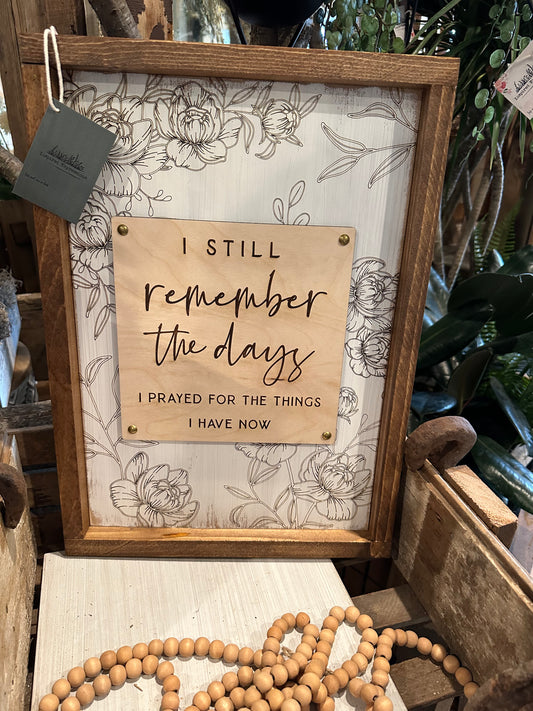 I STILL
remember
the days
I PRAYED FOR THE THINGS
I HAVE NOW